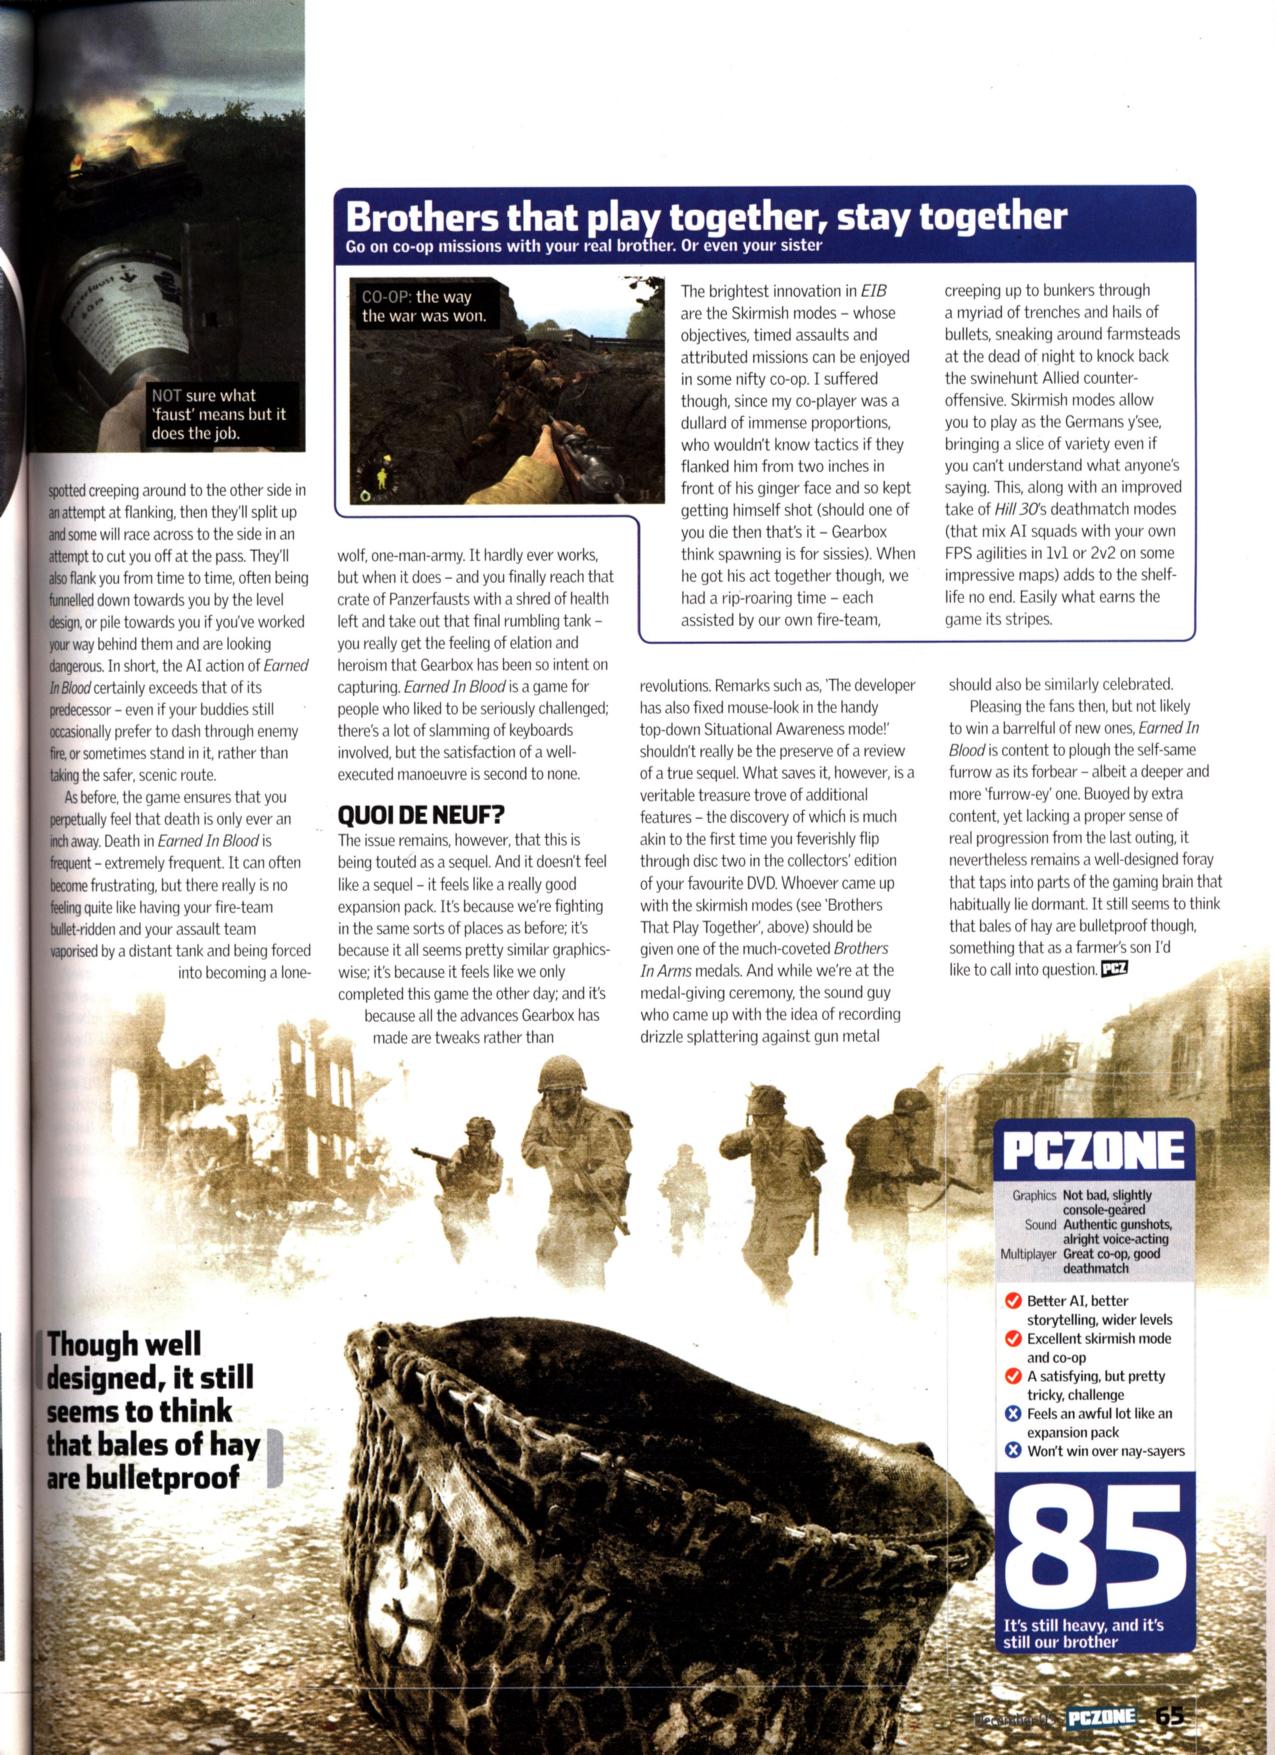 NOT sure what
'faust' means but it
does the job.
spotted creeping around to the other side in
an attempt at flanking, then they'll split up
and some will race across to the side in an
attempt to cut you off at the pass. They'll
also flank you from time to time, often being
funnelled down towards you by the level
design, or pile towards you if you've worked
your way behind them and are looking
dangerous. In short, the AI action of Earned
In Blood certainly exceeds that of its
predecessor – even if your buddies still
occasionally prefer to dash through enemy
fire, or sometimes stand in it, rather than
taking the safer, scenic route.
As before, the game ensures that you
perpetually feel that death is only ever an
inch away. Death in Earned In Blood is
frequent – extremely frequent. It can often
become frustrating, but there really is no
feeling quite like having your fire-team
bullet-ridden and your assault team
vaporised by a distant tank and being forced
into becoming a lone-
wolf, one-man-army. It hardly ever works,
but when it does – and you finally reach that
crate of Panzerfausts with a shred of health
left and take out that final rumbling tank –
you really get the feeling of elation and
heroism that Gearbox has been so intent on
capturing. Earned In Blood is a game for
people who liked to be seriously challenged;
there's a lot of slamming of keyboards
involved, but the satisfaction of a well-
executed manoeuvre is second to none.
QUOI DE NEUF?
The issue remains, however, that this is
being touted as a sequel. And it doesn't feel
like a sequel – it feels like a really good
expansion pack. It's because we're fighting
in the same sorts of places as before; it's
because it all seems pretty similar graphics-
wise; it's because it feels like we only
completed this game the other day; and it's
because all the advances Gearbox has
made are tweaks rather than
revolutions. Remarks such as, 'The developer
has also fixed mouse-look in the handy
top-down Situational Awareness mode!'
shouldn't really be the preserve of a review
of a true sequel. What saves it, however, is a
veritable treasure trove of additional
features – the discovery of which is much
akin to the first time you feverishly flip
through disc two in the collectors' edition
of your favourite DVD. Whoever came up
with the skirmish modes (see 'Brothers
That Play Together', above) should be
given one of the much-coveted Brothers
In Arms medals. And while we're at the
medal-giving ceremony, the sound guy
who came up with the idea of recording
drizzle splattering against gun metal
should also be similarly celebrated.
Pleasing the fans then, but not likely
to win a barrelful of new ones, Earned In
Blood is content to plough the self-same
furrow as its forbear – albeit a deeper and
more 'furrow-ey' one. Buoyed by extra
content, yet lacking a proper sense of
real progression from the last outing, it
nevertheless remains a well-designed foray
that taps into parts of the gaming brain that
habitually lie dormant. It still seems to think
that bales of hay are bulletproof though,
something that as a farmer's son I'd
like to call into question. PCZ
Brothers that play together, stay together
Go on co-op missions with your real brother. Or even your sister
CO-OP: the way
the war was won.
The brightest innovation in EIB
are the Skirmish modes – whose
objectives, timed assaults and
attributed missions can be enjoyed
in some nifty co-op. I suffered
though, since my co-player was a
dullard of immense proportions,
who wouldn't know tactics if they
flanked him from two inches in
front of his ginger face and so kept
getting himself shot (should one of
you die then that's it – Gearbox
think spawning is for sissies). When
he got his act together though, we
had a rip-roaring time – each
assisted by our own fire-team,
creeping up to bunkers through
a myriad of trenches and hails of
bullets, sneaking around farmsteads
at the dead of night to knock back
the swinehunt Allied counter-
offensive. Skirmish modes allow
you to play as the Germans y'see,
bringing a slice of variety even if
you can't understand what anyone's
saying. This, along with an improved
take of Hill 30's deathmatch modes
(that mix AI squads with your own
FPS agilities in 1v1 or 2v2 on some
impressive maps) adds to the shelf-
life no end. Easily what earns the
game its stripes.
Though well
designed, it still
seems to think
that bales of hay
are bulletproof
PCZONE
Graphics Not bad, slightly
console-geared
Sound Authentic gunshots,
alright voice-acting
Multiplayer Great co-op, good
deathmatch
Better AI, better
storytelling, wider levels
Excellent skirmish mode
and co-op
A satisfying, but pretty
tricky, challenge
Feels an awful lot like an
expansion pack
Won't win over nay-sayers
85
It's still heavy, and it's
still our brother
PCZONE 65